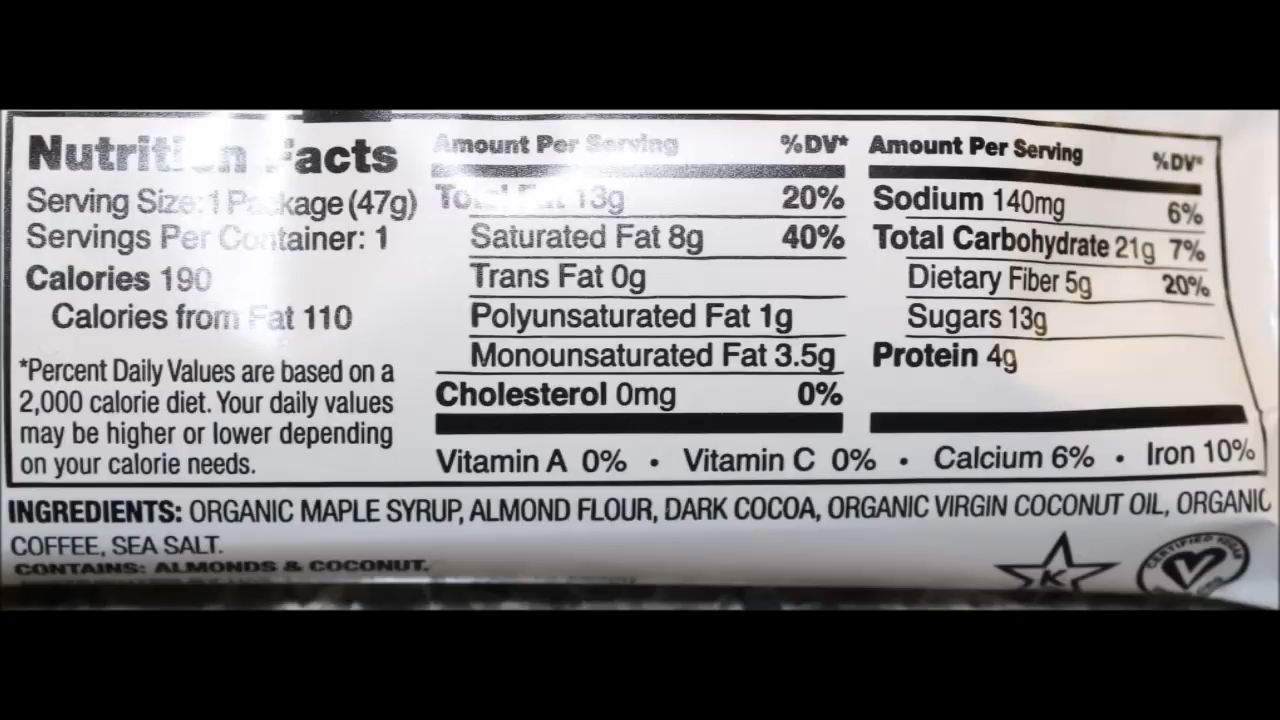 Nutrition Facts
Serving Size: 1 Package (47g)
Servings Per Container: 1
Calories 190
Calories from Fat 110
*Percent Daily Values are based on a
2,000 calorie diet. Your daily values
may be higher or lower depending
on your calorie needs.
Amount Per Serving %DV*
Total Fat 13g 20%
Saturated Fat 8g 40%
Trans Fat 0g
Polyunsaturated Fat 1g
Monounsaturated Fat 3.5g
Cholesterol 0mg 0%
Amount Per Serving %DV*
Sodium 140mg 6%
Total Carbohydrate 21g 7%
Dietary Fiber 5g 20%
Sugars 13g
Protein 4g
Vitamin A 0% • Vitamin C 0% • Calcium 6% • Iron 10%
INGREDIENTS: ORGANIC MAPLE SYRUP, ALMOND FLOUR, DARK COCOA, ORGANIC VIRGIN COCONUT OIL, ORGANIC
COFFEE, SEA SALT.
CONTAINS: ALMONDS & COCONUT.
K
CERTIFIED